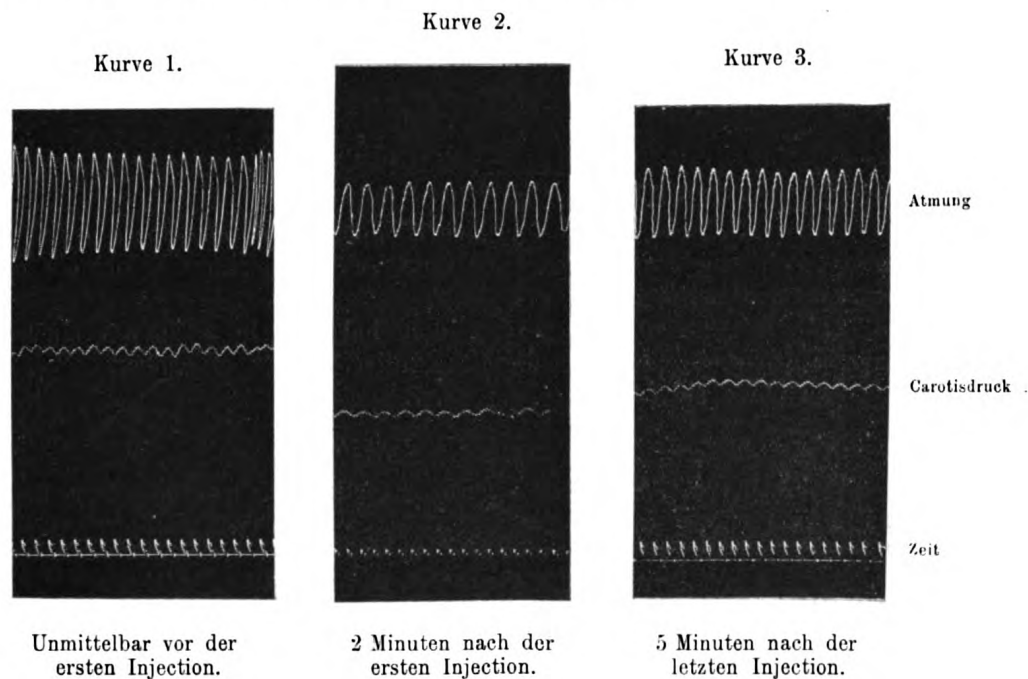 Kurve 1.
Kurve 2.
Kurve 3.
Atmung
Carotisdruck
Zeit
Unmittelbar vor der
ersten Injection.
2 Minuten nach der
ersten Injection.
5 Minuten nach der
letzten Injection.